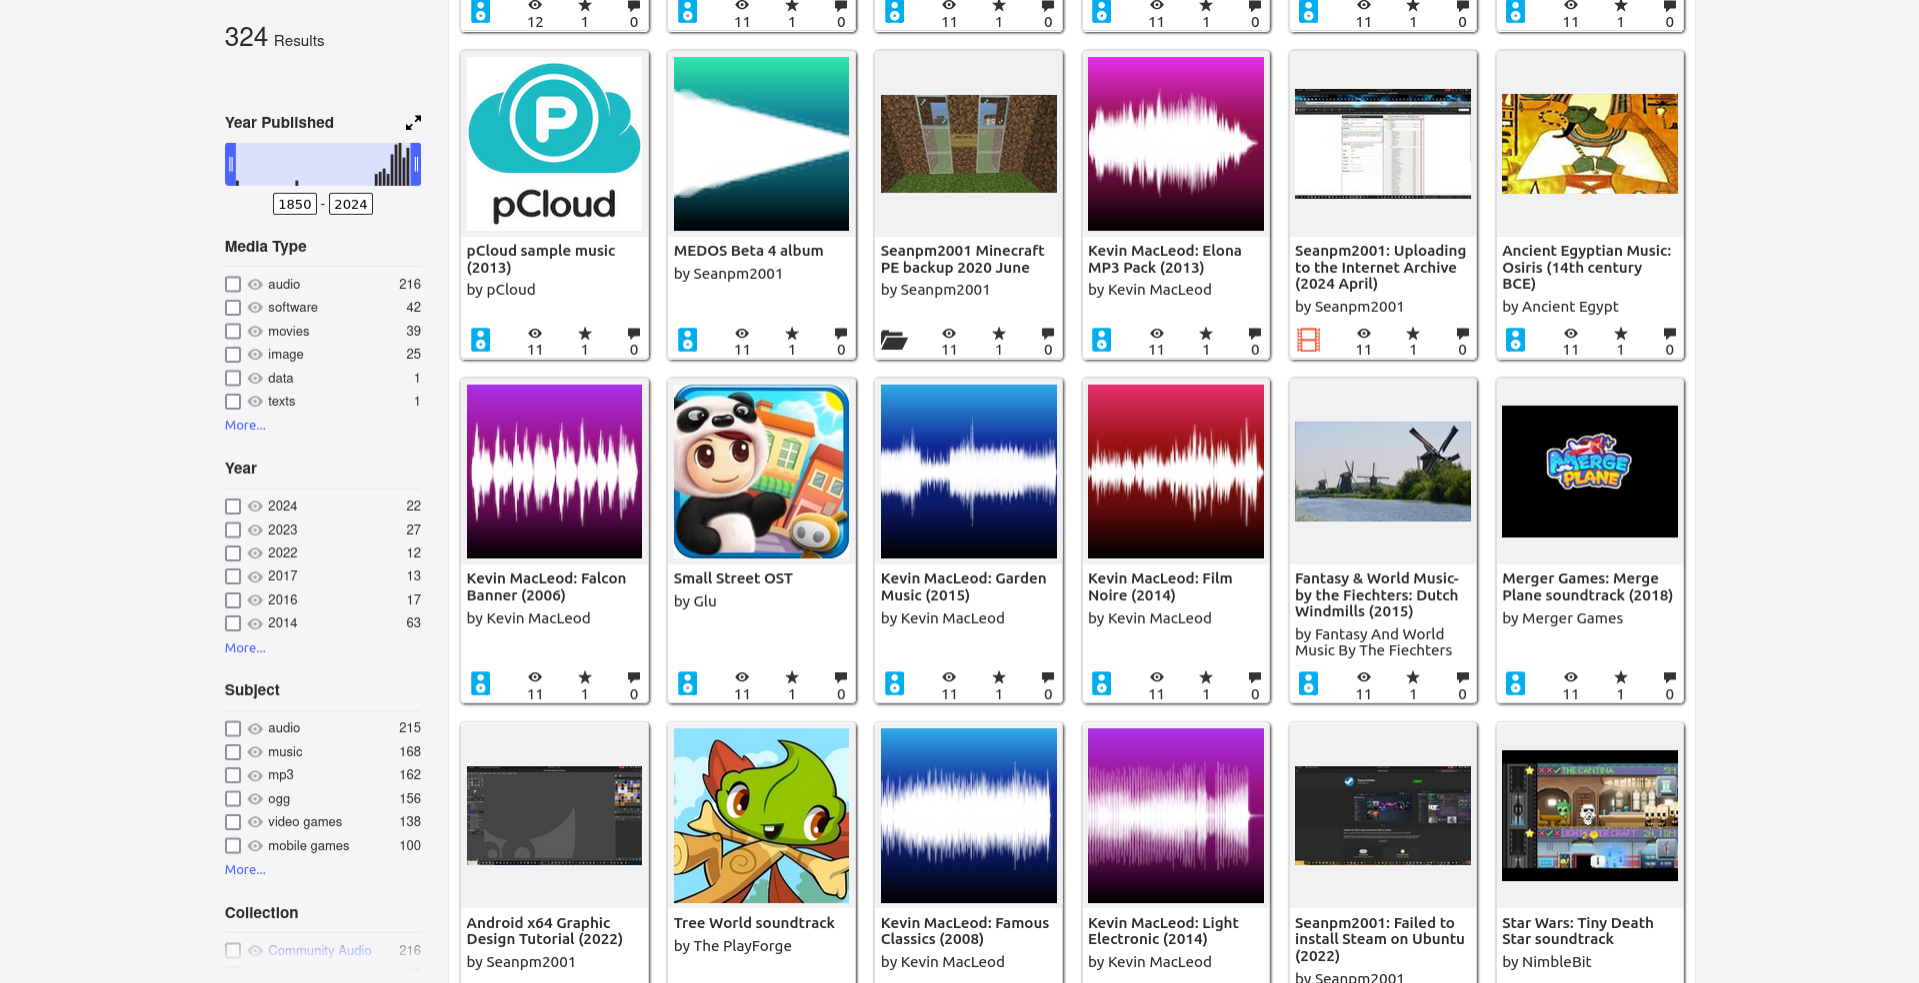 324 Results
Year Published
1850 - 2024
Media Type
audio 216
software 42
movies 39
image 25
data 1
texts 1
More...
Year
2024 22
2023 27
2022 12
2017 13
2016 17
2014 63
More...
Subject
audio 215
music 168
mp3 162
ogg 156
video games 138
mobile games 100
More...
Collection
Community Audio 216
12 1 0
11 1 0
11 1 0
11 1 0
11 1 0
11 1 0
P
pCloud
pCloud sample music
(2013)
by pCloud
11 1 0
MEDOS Beta 4 album
by Seanpm2001
11 1 0
Seanpm2001 Minecraft
PE backup 2020 June
by Seanpm2001
11 1 0
Kevin MacLeod: Elona
MP3 Pack (2013)
by Kevin MacLeod
11 1 0
Seanpm2001: Uploading
to the Internet Archive
(2024 April)
by Seanpm2001
11 1 0
Ancient Egyptian Music:
Osiris (14th century
BCE)
by Ancient Egypt
11 1 0
Kevin MacLeod: Falcon
Banner (2006)
by Kevin MacLeod
11 1 0
Small Street OST
by Glu
11 1 0
Kevin MacLeod: Garden
Music (2015)
by Kevin MacLeod
11 1 0
Kevin MacLeod: Film
Noire (2014)
by Kevin MacLeod
11 1 0
Fantasy & World Music-
by the Fiechters: Dutch
Windmills (2015)
by Fantasy And World
Music By The Fiechters
11 1 0
MERGE
PLANE
Merger Games: Merge
Plane soundtrack (2018)
by Merger Games
11 1 0
Android x64 Graphic
Design Tutorial (2022)
by Seanpm2001
Tree World soundtrack
by The PlayForge
Kevin MacLeod: Famous
Classics (2008)
by Kevin MacLeod
Kevin MacLeod: Light
Electronic (2014)
by Kevin MacLeod
Seanpm2001: Failed to
install Steam on Ubuntu
(2022)
by Seanpm2001
THE CANTINA 5M
2H, 18M
Star Wars: Tiny Death
Star soundtrack
by NimbleBit